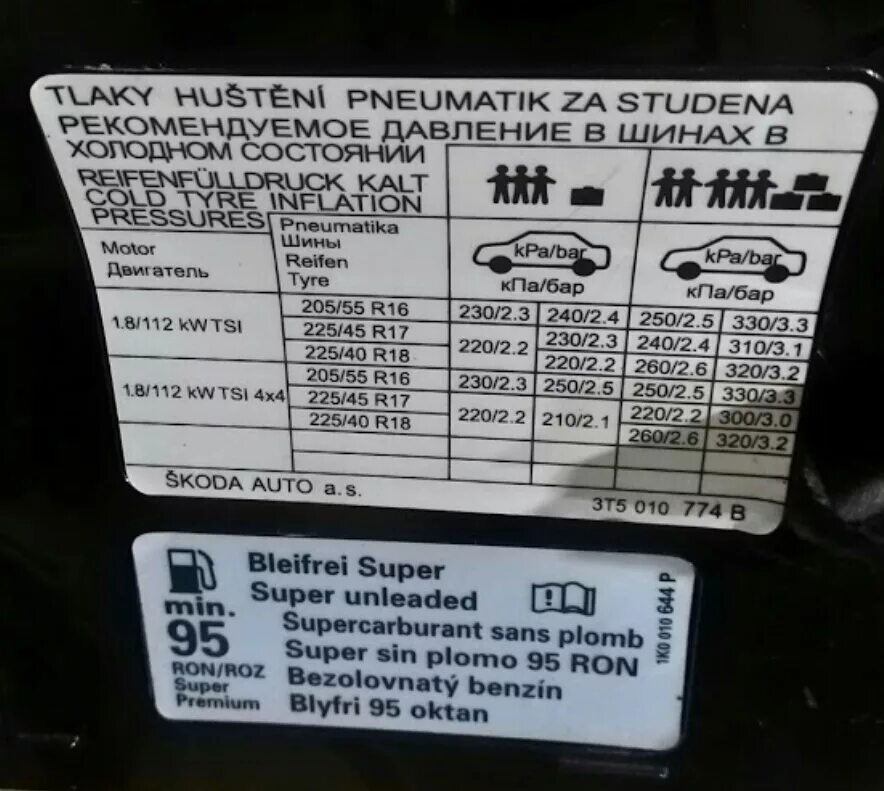 TLAKY HUŠTĚNÍ PNEUMATIK ZA STUDENA
РЕКОМЕНДУЕМОЕ ДАВЛЕНИЕ В ШИНАХ В
ХОЛОДНОМ СОСТОЯНИИ
REIFENFÜLLDRUCK KALT
COLD TYRE INFLATION
PRESSURES
Motor
Двигатель
Pneumatika
Шины
Reifen
Tyre
kPa/bar
кПа/бар
kPa/bar
кПа/бар
1.8/112 kW TSI
205/55 R16 230/2.3 240/2.4 250/2.5 330/3.3
225/45 R17 220/2.2 230/2.3 240/2.4 310/3.1
225/40 R18 220/2.2 260/2.6 320/3.2
1.8/112 kW TSI 4x4
205/55 R16 230/2.3 250/2.5 250/2.5 330/3.3
225/45 R17 220/2.2 210/2.1 220/2.2 300/3.0
225/40 R18 260/2.6 320/3.2
ŠKODA AUTO a.s.
3T5 010 774 B
min.
95
RON/ROZ
Super
Premium
Bleifrei Super
Super unleaded
Supercarburant sans plomb
Super sin plomo 95 RON
Bezolovnatý benzín
Blyfri 95 oktan
1K0 010 644 P